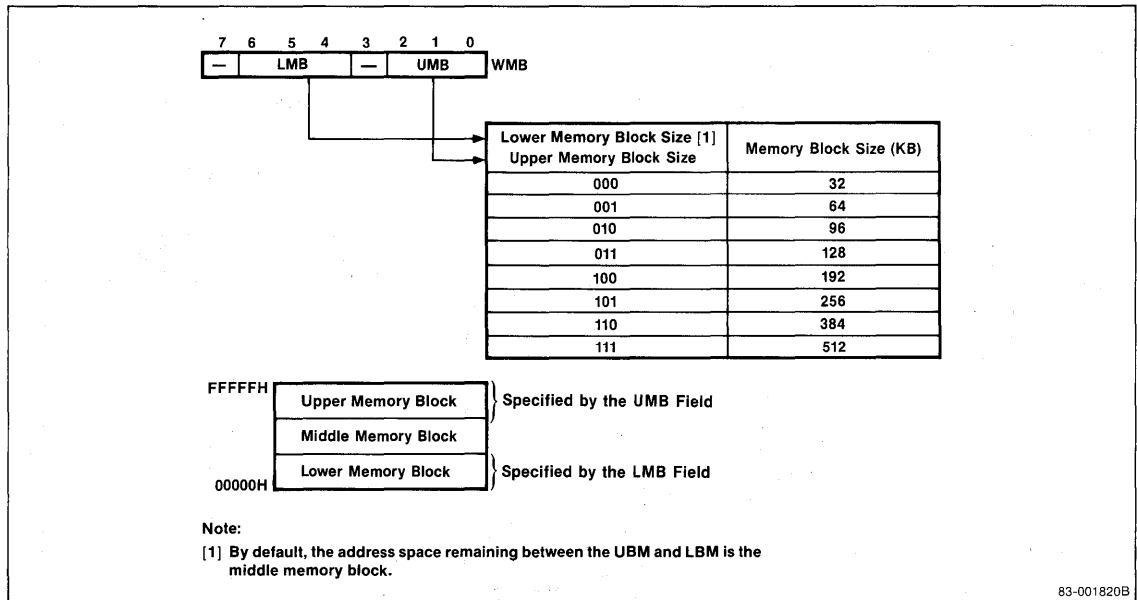 7 6 5 4 3 2 1 0
— LMB — UMB WMB
Lower Memory Block Size [1]
Upper Memory Block Size
Memory Block Size (KB)
000 32
001 64
010 96
011 128
100 192
101 256
110 384
111 512
FFFFFH
Upper Memory Block
Specified by the UMB Field
Middle Memory Block
Lower Memory Block
Specified by the LMB Field
00000H
Note:
[1] By default, the address space remaining between the UBM and LBM is the
middle memory block.
83-001820B